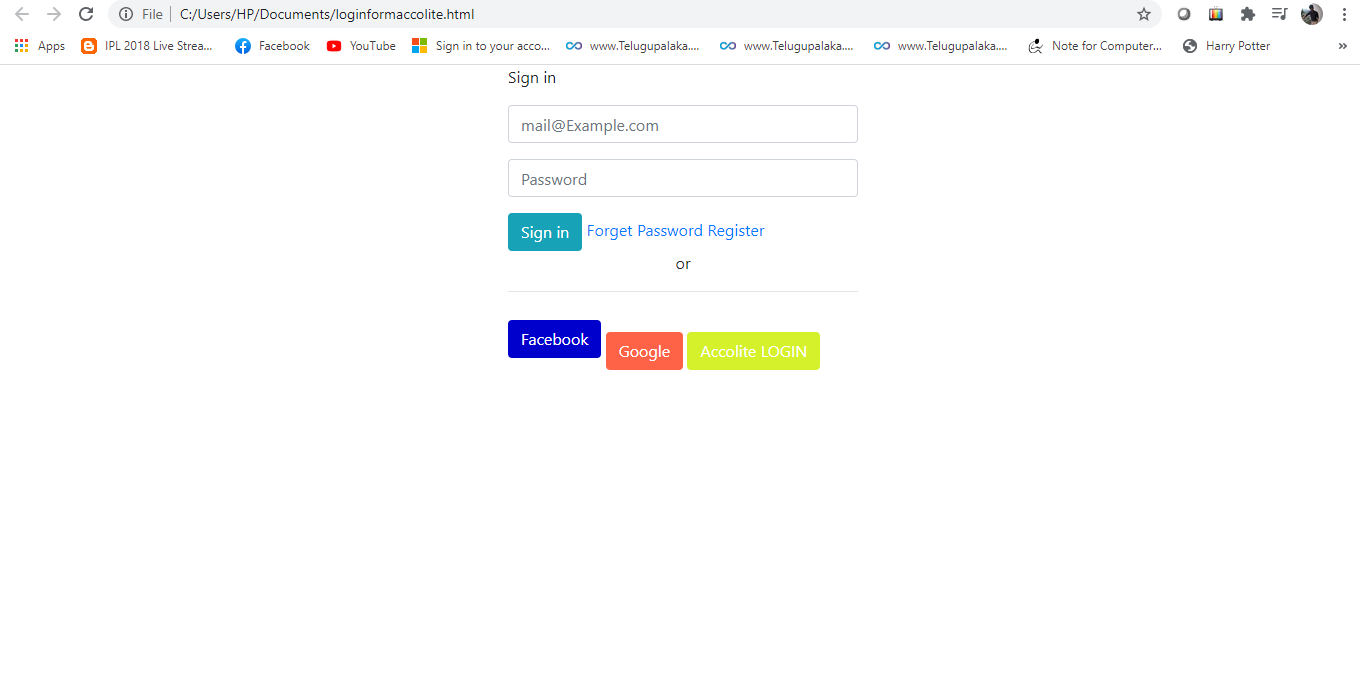 File C:/Users/HP/Documents/loginformaccolite.html
Apps IPL 2018 Live Strea... Facebook YouTube Sign in to your acco... www.Telugupalaka.... www.Telugupalaka.... www.Telugupalaka.... Note for Computer... Harry Potter »
Sign in
mail@Example.com
Password
Sign in Forget Password Register
or
Facebook Google Accolite LOGIN